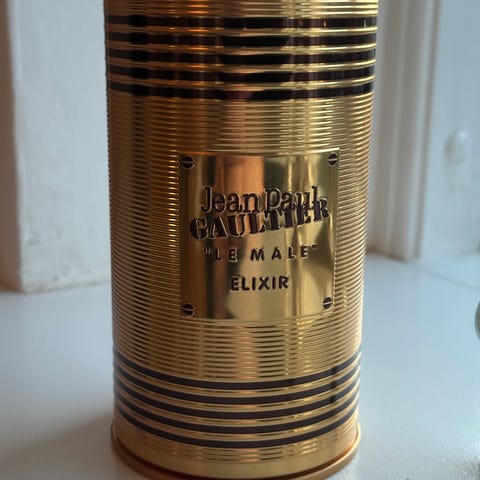 Jean Paul
GAULTIER
"LE MALE"
ELIXIR